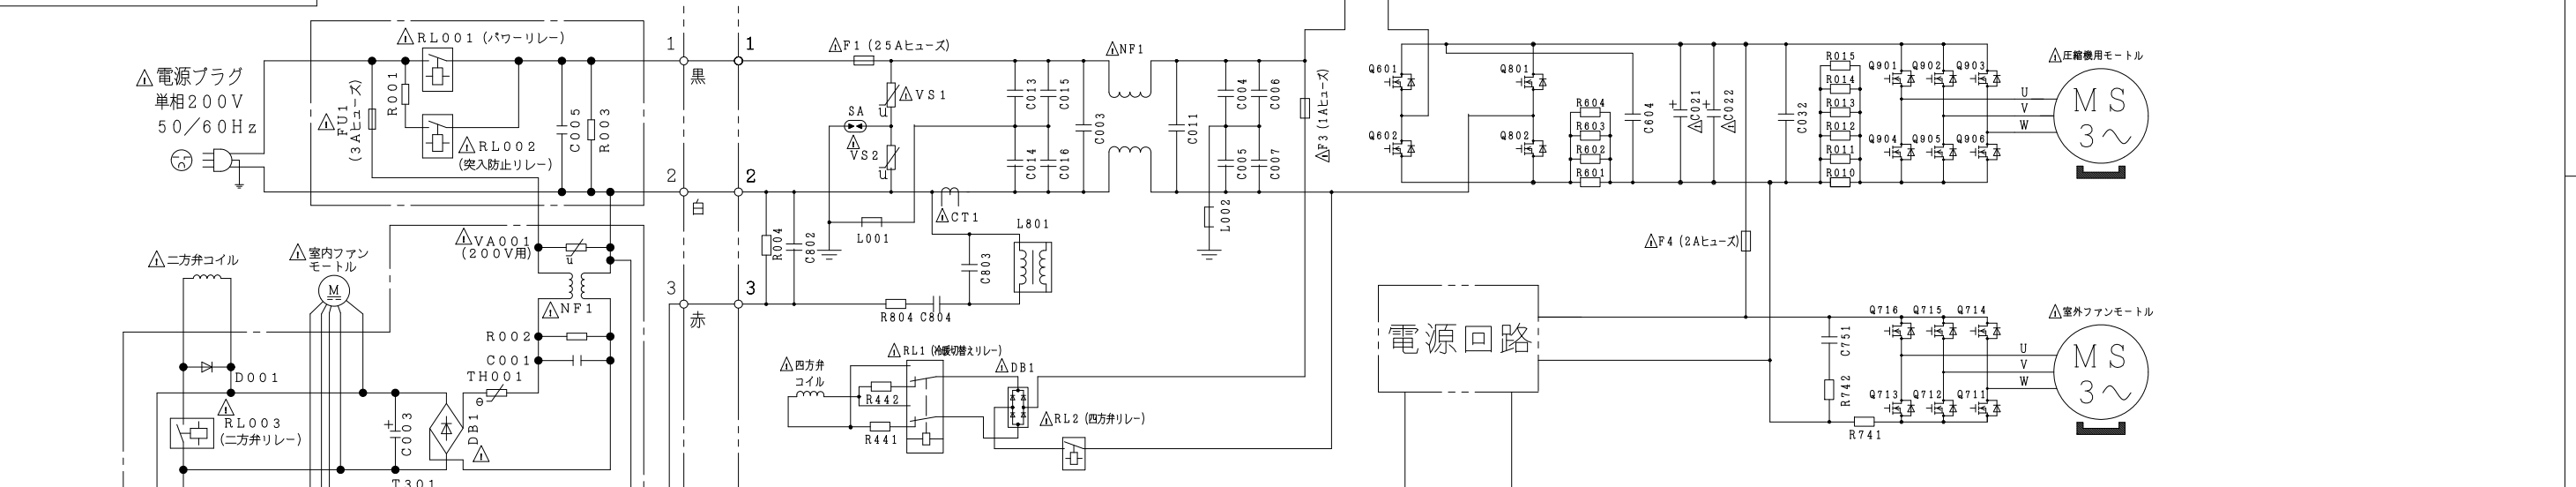 電源プラグ
単相200V
50/60Hz
RL001 (パワーリレー)
FU1
(3Aヒューズ)
R001
RL002
(突入防止リレー)
C005
R003
1
1
黒
2
2
白
3
3
赤
F1 (25Aヒューズ)
VS1
SA
VS2
C013
C015
C014
C016
C003
NF1
C011
C004
C006
C005
C007
F3 (1Aヒューズ)
L002
CT1
L001
R004
C802
L801
C803
R804
C804
Q601
Q602
Q801
Q802
R604
R603
R602
R601
C604
C021
C022
C032
R015
R014
R013
R012
R011
R010
Q901
Q902
Q903
Q904
Q905
Q906
U
V
W
圧縮機用モートル
MS
3~
F4 (2Aヒューズ)
電源回路
C751
R742
R741
Q716
Q715
Q714
Q713
Q712
Q711
U
V
W
室外ファンモートル
MS
3~
二方弁コイル
室内ファン
モートル
M
VA001
(200V用)
NF1
R002
C001
TH001
θ
D001
RL003
(二方弁リレー)
C003
DB1
T301
四方弁
コイル
RL1 (冷暖切替えリレー)
R442
R441
DB1
RL2 (四方弁リレー)